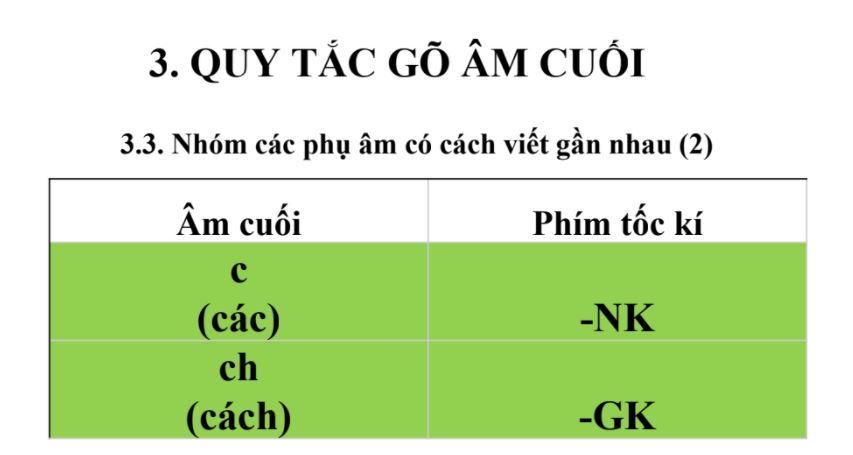 3. QUY TẮC GÕ ÂM CUỐI
3.3. Nhóm các phụ âm có cách viết gần nhau (2)
Âm cuối Phím tốc kí
c
(các) -NK
ch
(cách) -GK